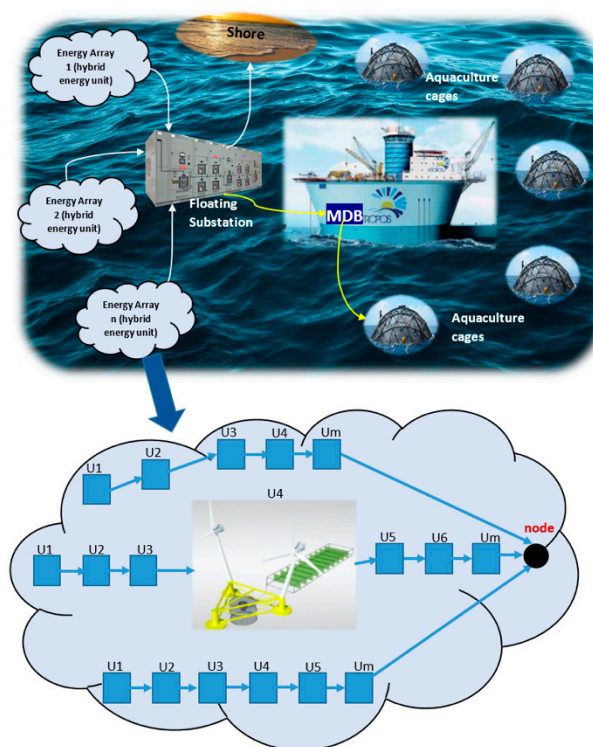 Energy Array
1 (hybrid
energy unit)
Shore
Aquaculture
cages
Energy Array
2 (hybrid
energy unit)
Floating
Substation
MDB
TROPOS
Energy Array
n (hybrid
energy unit)
Aquaculture
cages
U1
U2
U3
U4
Um
U4
node
U1
U2
U3
U5
U6
Um
U1
U2
U3
U4
U5
Um